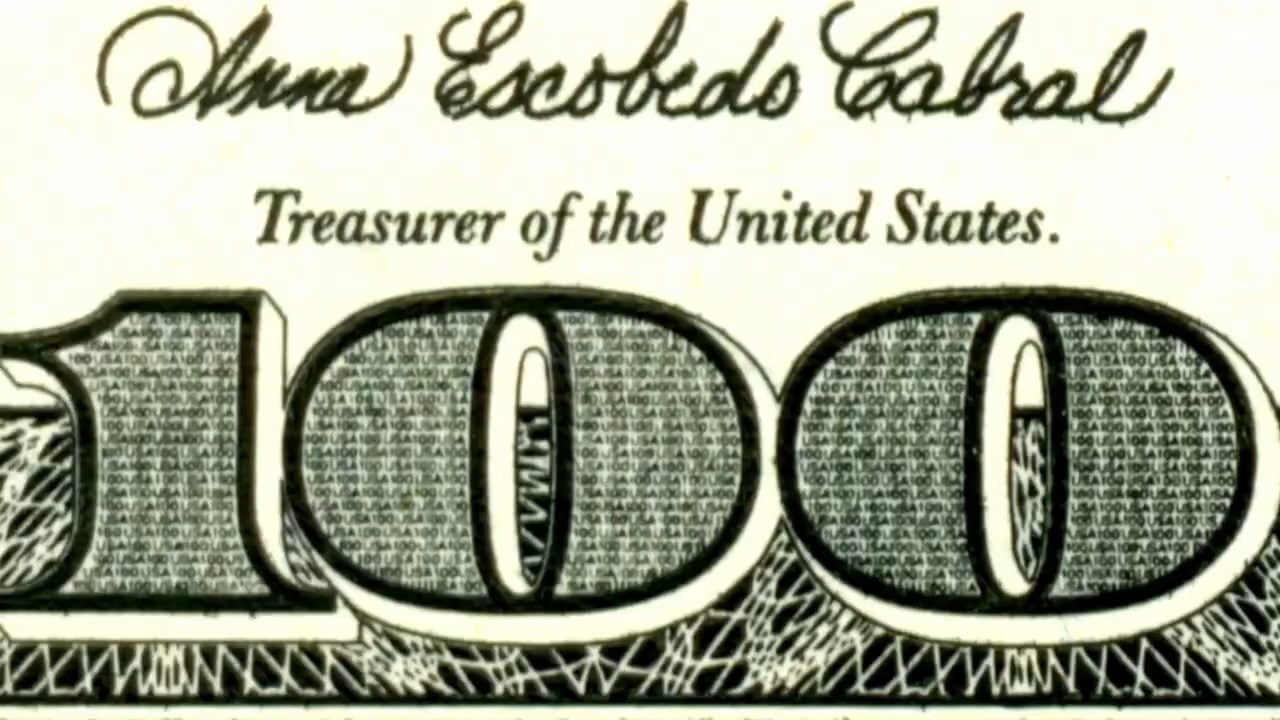 Anna Escobedo Cabral
Treasurer of the United States.
100